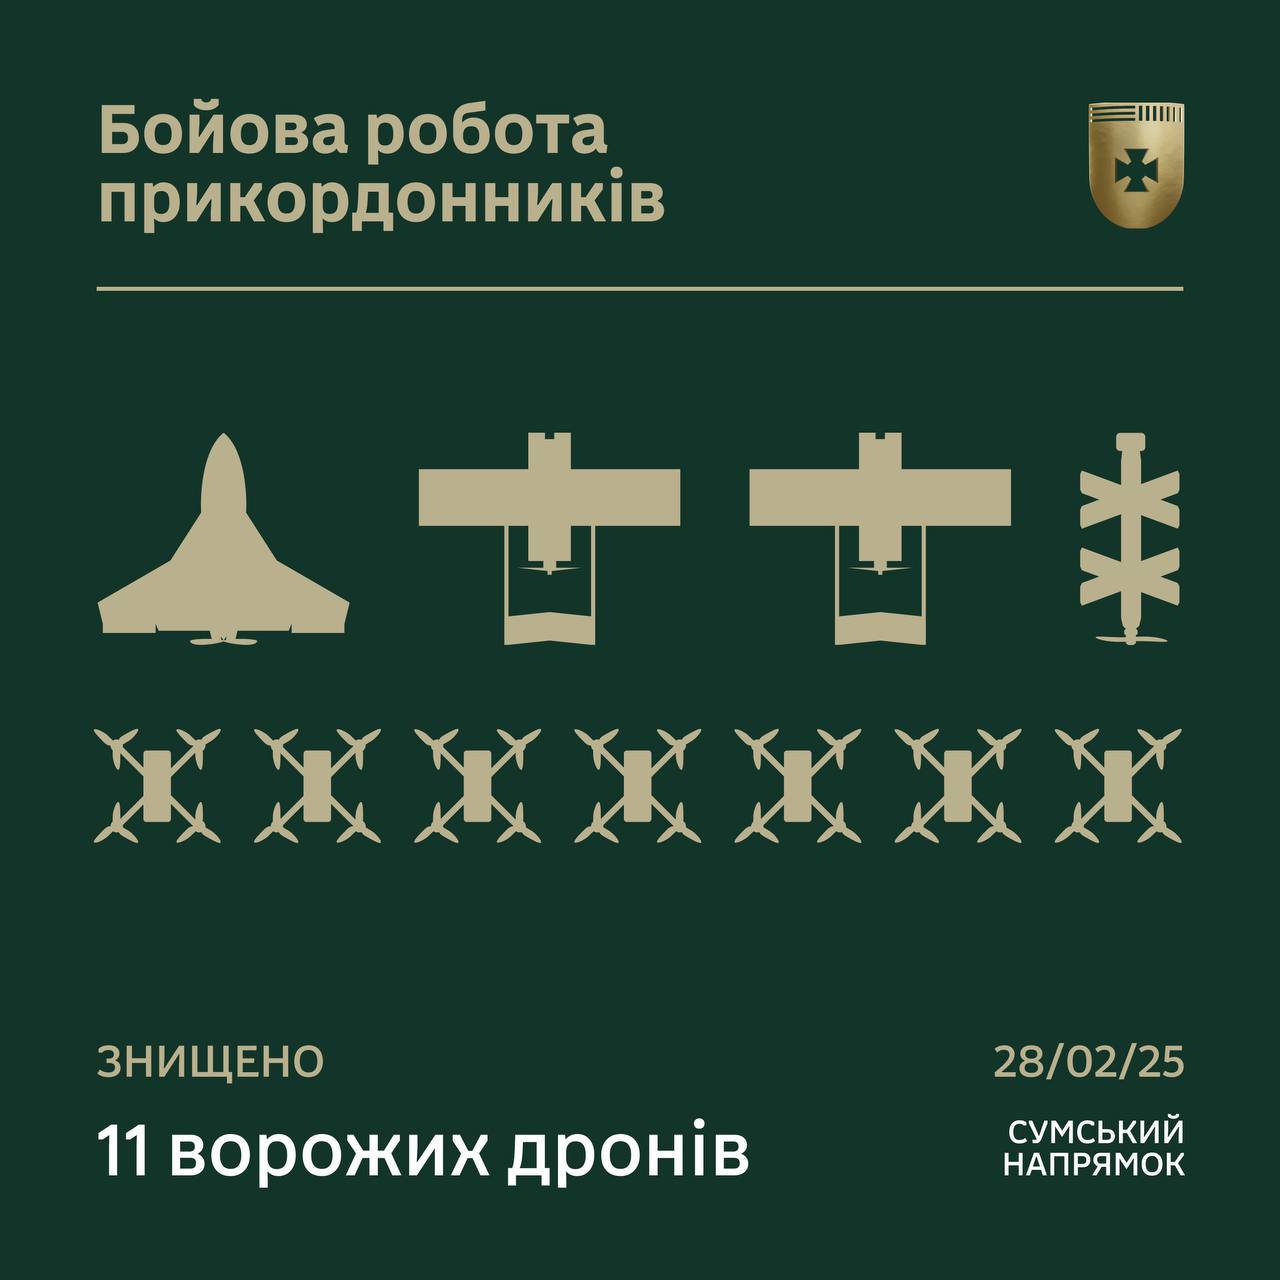 Бойова робота
прикордонників
ЗНИЩЕНО
28/02/25
11 ворожих дронів
СУМСЬКИЙ
НАПРЯМОК